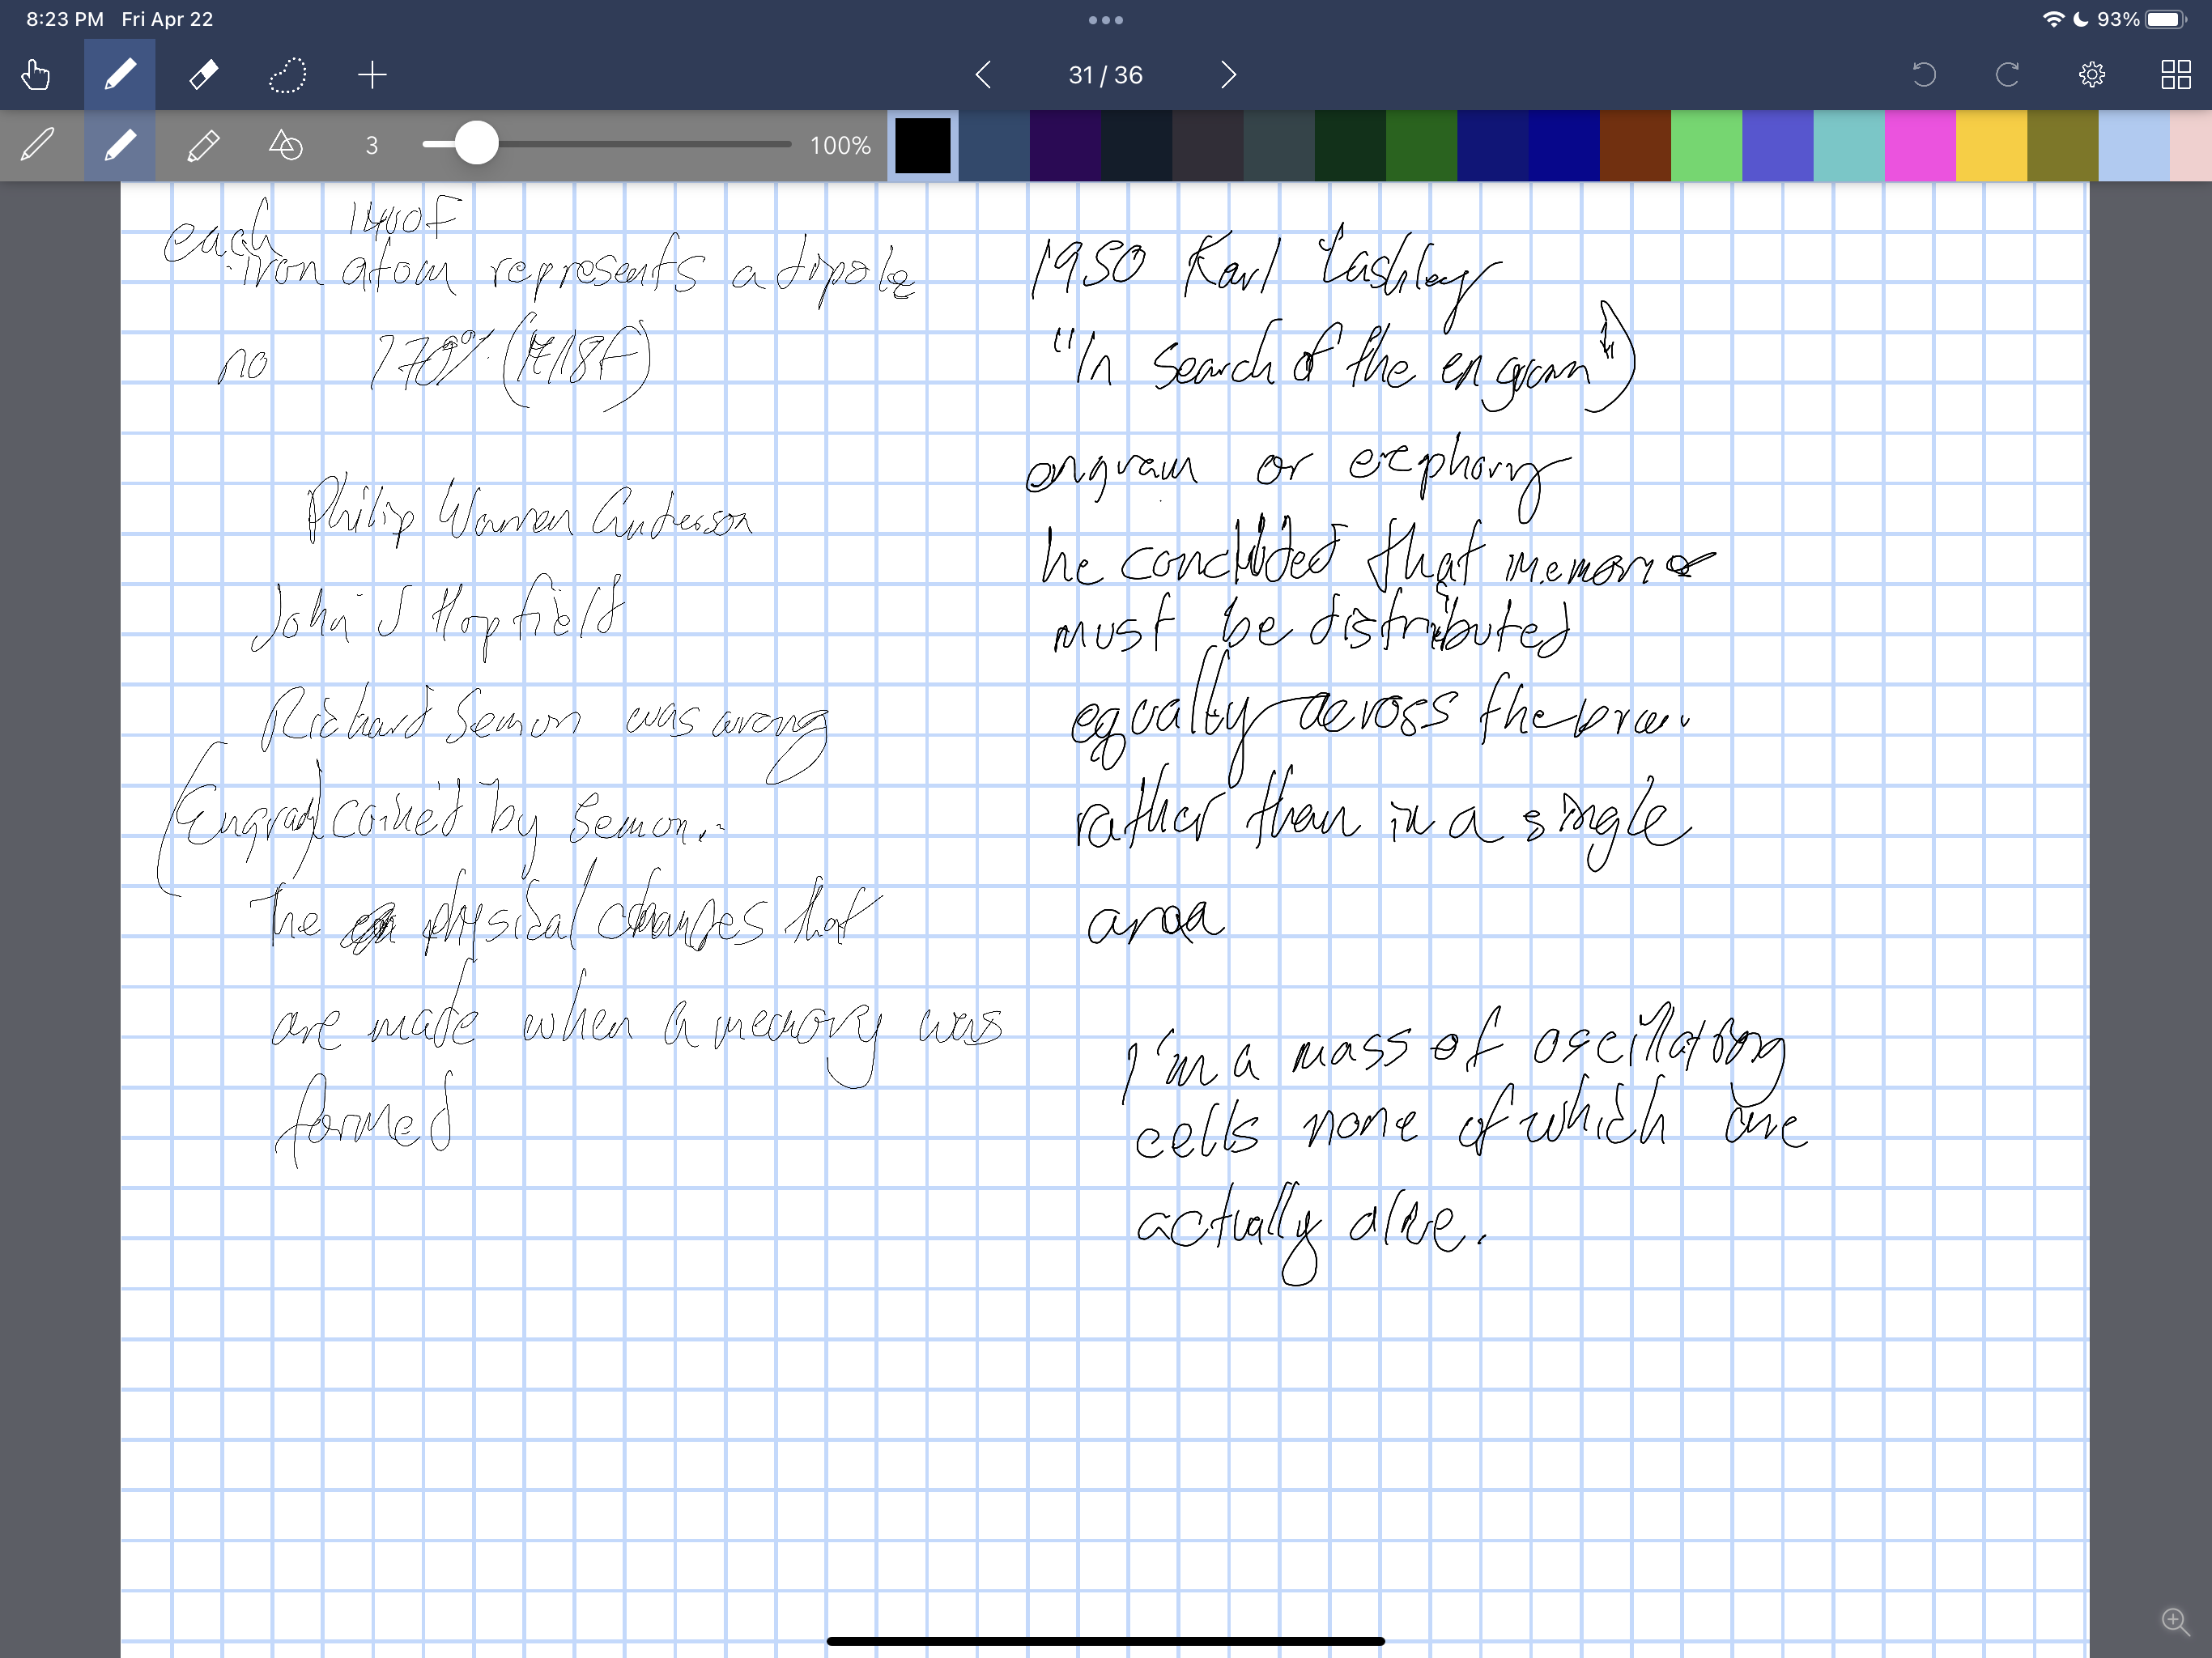 8:23 PM Fri Apr 22
93%
31 / 36
3
100%
each 1400F
iron atom represents a dipole
no 770% (1418F)
Philip Warren Anderson
John J Hopfield
Richard Semon was wrong
(Engram) coined by Semon.
The physical changes that
are made when a memory was
formed
1950 Karl Lashley
"In search of the engram")
engram or
he concluded that
must be distributed
equally across the brain
rather than in a single
area
I'm a mass of oscillating
cells none of which are
actually alive.